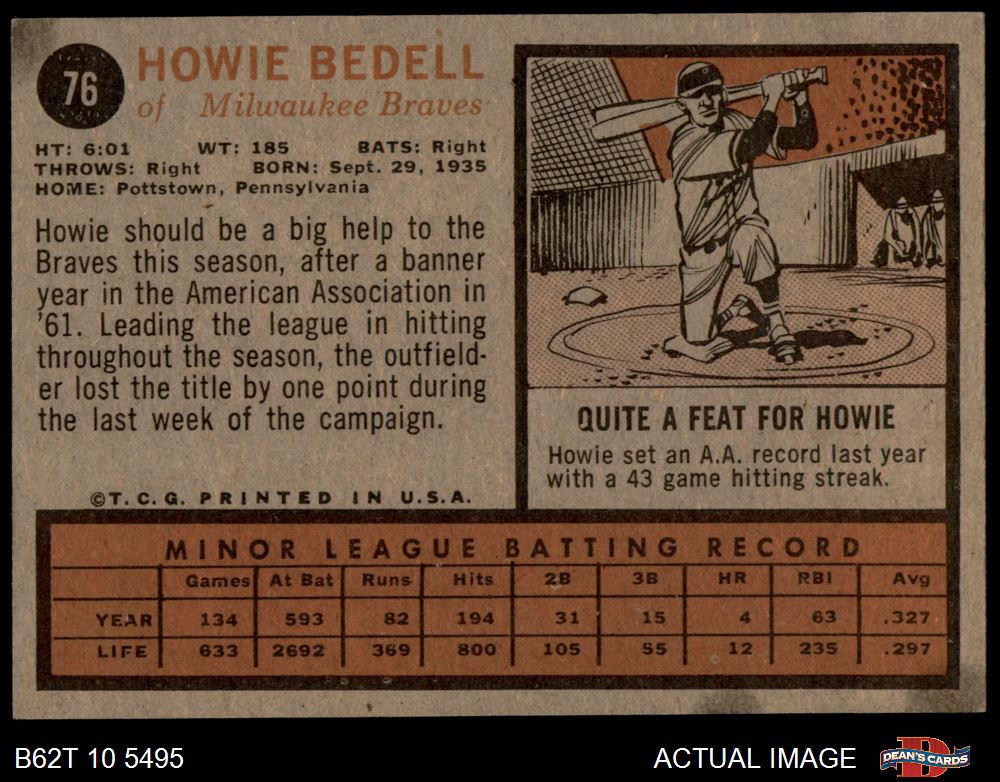 76
HOWIE BEDELL
of Milwaukee Braves
HT: 6:01 WT: 185 BATS: Right
THROWS: Right BORN: Sept. 29, 1935
HOME: Pottstown, Pennsylvania
Howie should be a big help to the
Braves this season, after a banner
year in the American Association in
'61. Leading the league in hitting
throughout the season, the outfield-
er lost the title by one point during
the last week of the campaign.
©T.C.G. PRINTED IN U.S.A.
QUITE A FEAT FOR HOWIE
Howie set an A.A. record last year
with a 43 game hitting streak.
MINOR LEAGUE BATTING RECORD
Games At Bat Runs Hits 2B 3B HR RBI Avg
YEAR 134 593 82 194 31 15 4 63 .327
LIFE 633 2692 369 800 105 55 12 235 .297
B62T 10 5495 ACTUAL IMAGE DEAN'S CARDS